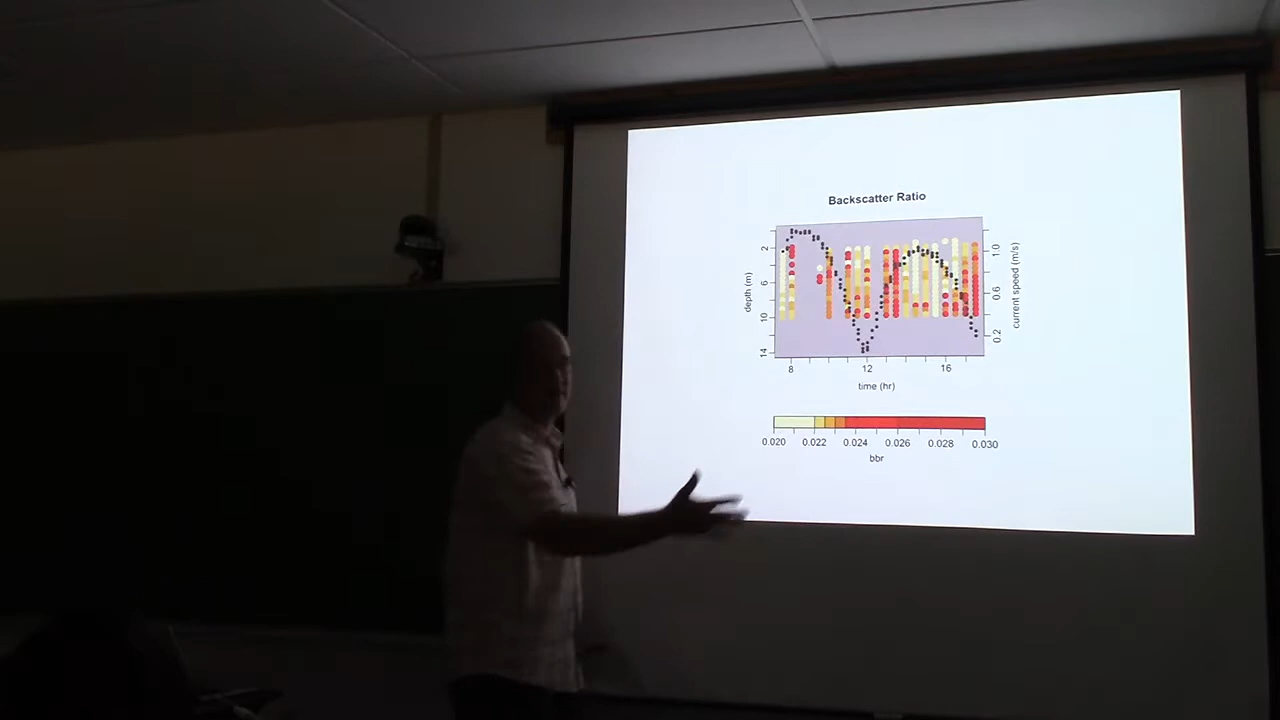 Backscatter Ratio
depth (m)
2
6
10
14
1.0
0.6
0.2
current speed (m/s)
8 12 16
time (hr)
0.020 0.022 0.024 0.026 0.028 0.030
bbr